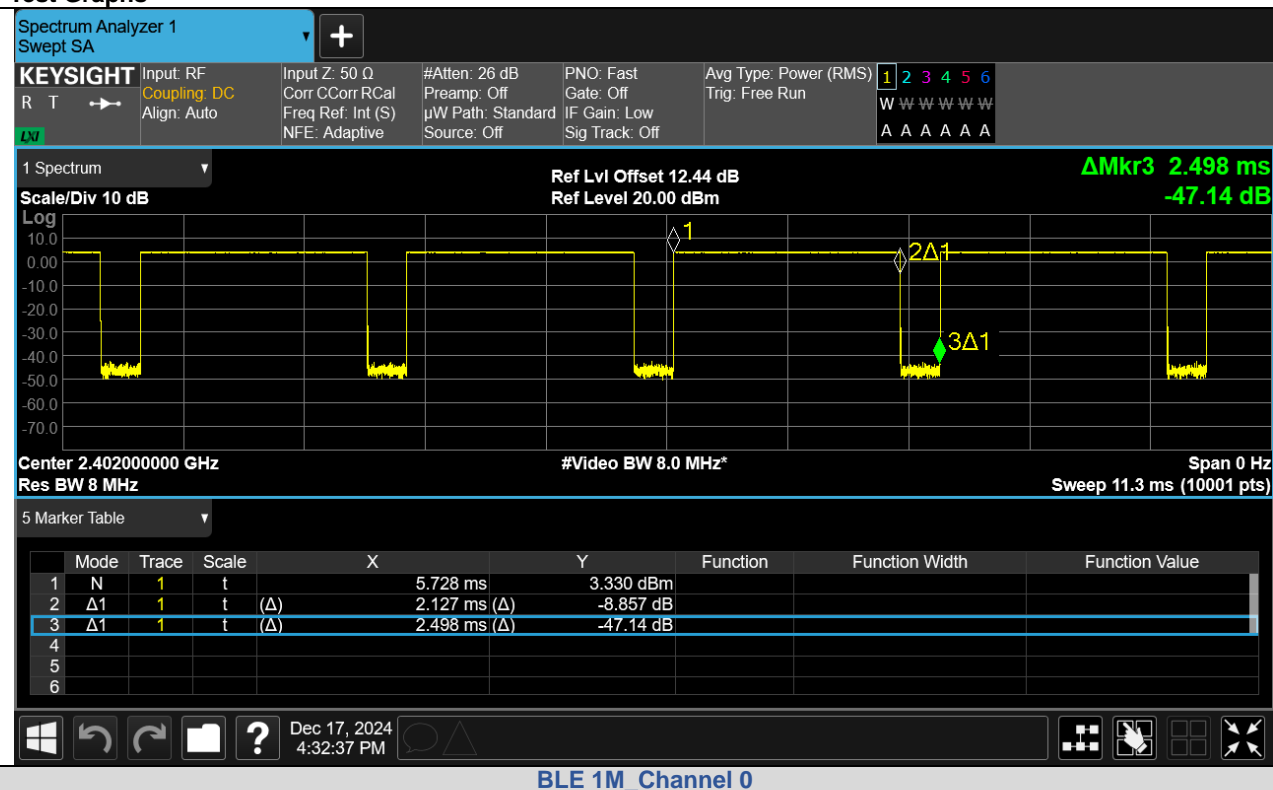 Test Graphs
Spectrum Analyzer 1
Swept SA
KEYSIGHT
R T
LXI
Input: RF
Coupling: DC
Align: Auto
Input Z: 50 Ω
Corr CCorr RCal
Freq Ref: Int (S)
NFE: Adaptive
#Atten: 26 dB
Preamp: Off
µW Path: Standard
Source: Off
PNO: Fast
Gate: Off
IF Gain: Low
Sig Track: Off
Avg Type: Power (RMS)
Trig: Free Run
1 2 3 4 5 6
W W W W W W
A A A A A A
1 Spectrum
Scale/Div 10 dB
Ref Lvl Offset 12.44 dB
Ref Level 20.00 dBm
ΔMkr3 2.498 ms
-47.14 dB
Log
10.0
0.00
-10.0
-20.0
-30.0
-40.0
-50.0
-60.0
-70.0
1
2Δ1
3Δ1
Center 2.402000000 GHz
Res BW 8 MHz
#Video BW 8.0 MHz*
Span 0 Hz
Sweep 11.3 ms (10001 pts)
5 Marker Table
Mode Trace Scale X Y Function Function Width Function Value
1 N 1 t 5.728 ms 3.330 dBm
2 Δ1 1 t (Δ) 2.127 ms (Δ) -8.857 dB
3 Δ1 1 t (Δ) 2.498 ms (Δ) -47.14 dB
4
5
6
?
Dec 17, 2024
4:32:37 PM
BLE 1M_Channel 0